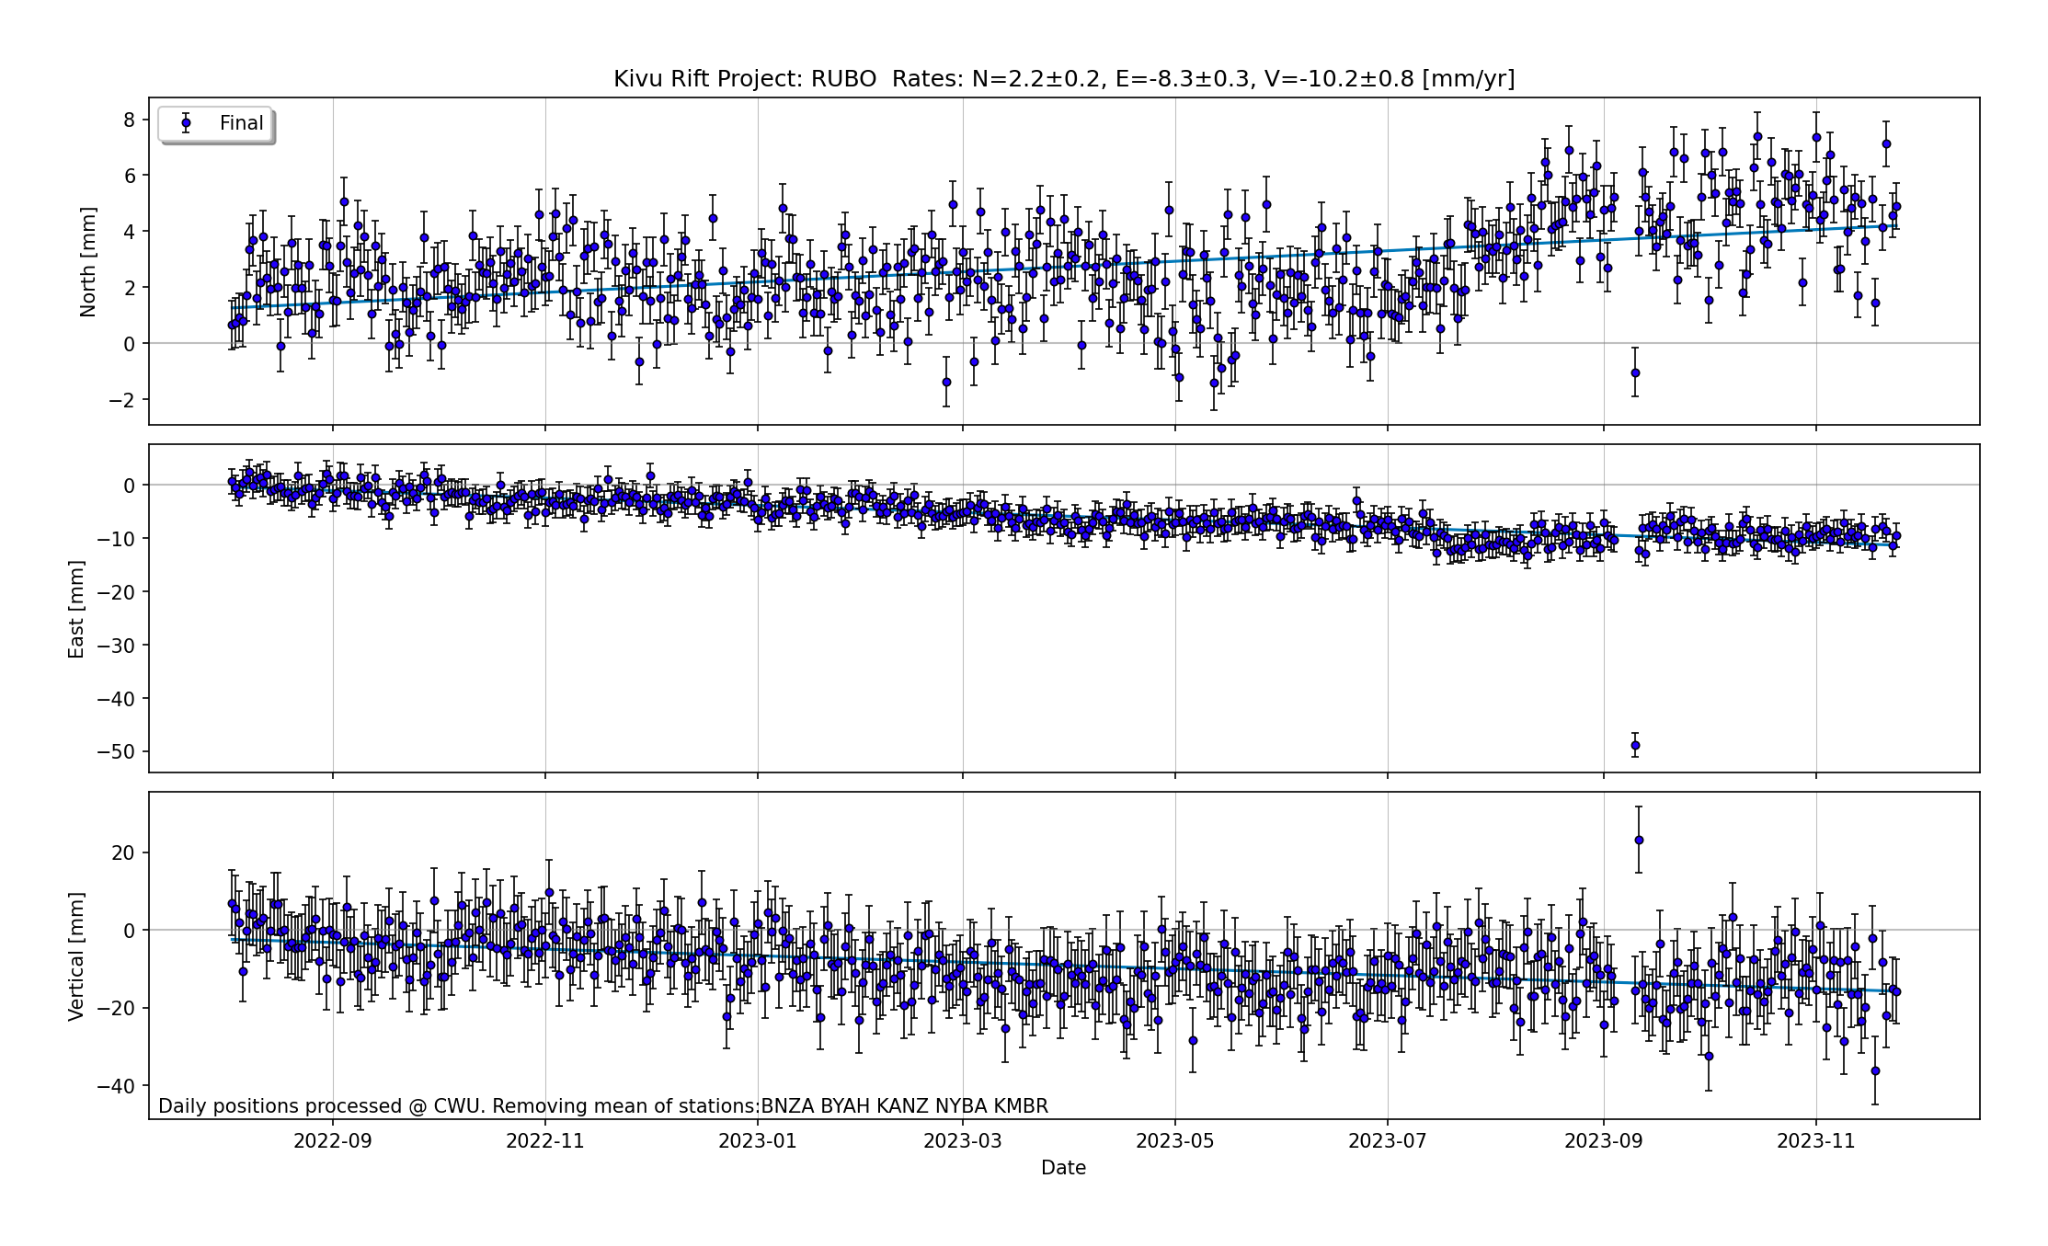 Kivu Rift Project: RUBO  Rates: N=2.2±0.2, E=-8.3±0.3, V=-10.2±0.8 [mm/yr]
Final
North [mm]
8
6
4
2
0
−2
East [mm]
0
−10
−20
−30
−40
−50
Vertical [mm]
20
0
−20
−40
Daily positions processed @ CWU. Removing mean of stations:BNZA BYAH KANZ NYBA KMBR
2022-09 2022-11 2023-01 2023-03 2023-05 2023-07 2023-09 2023-11
Date